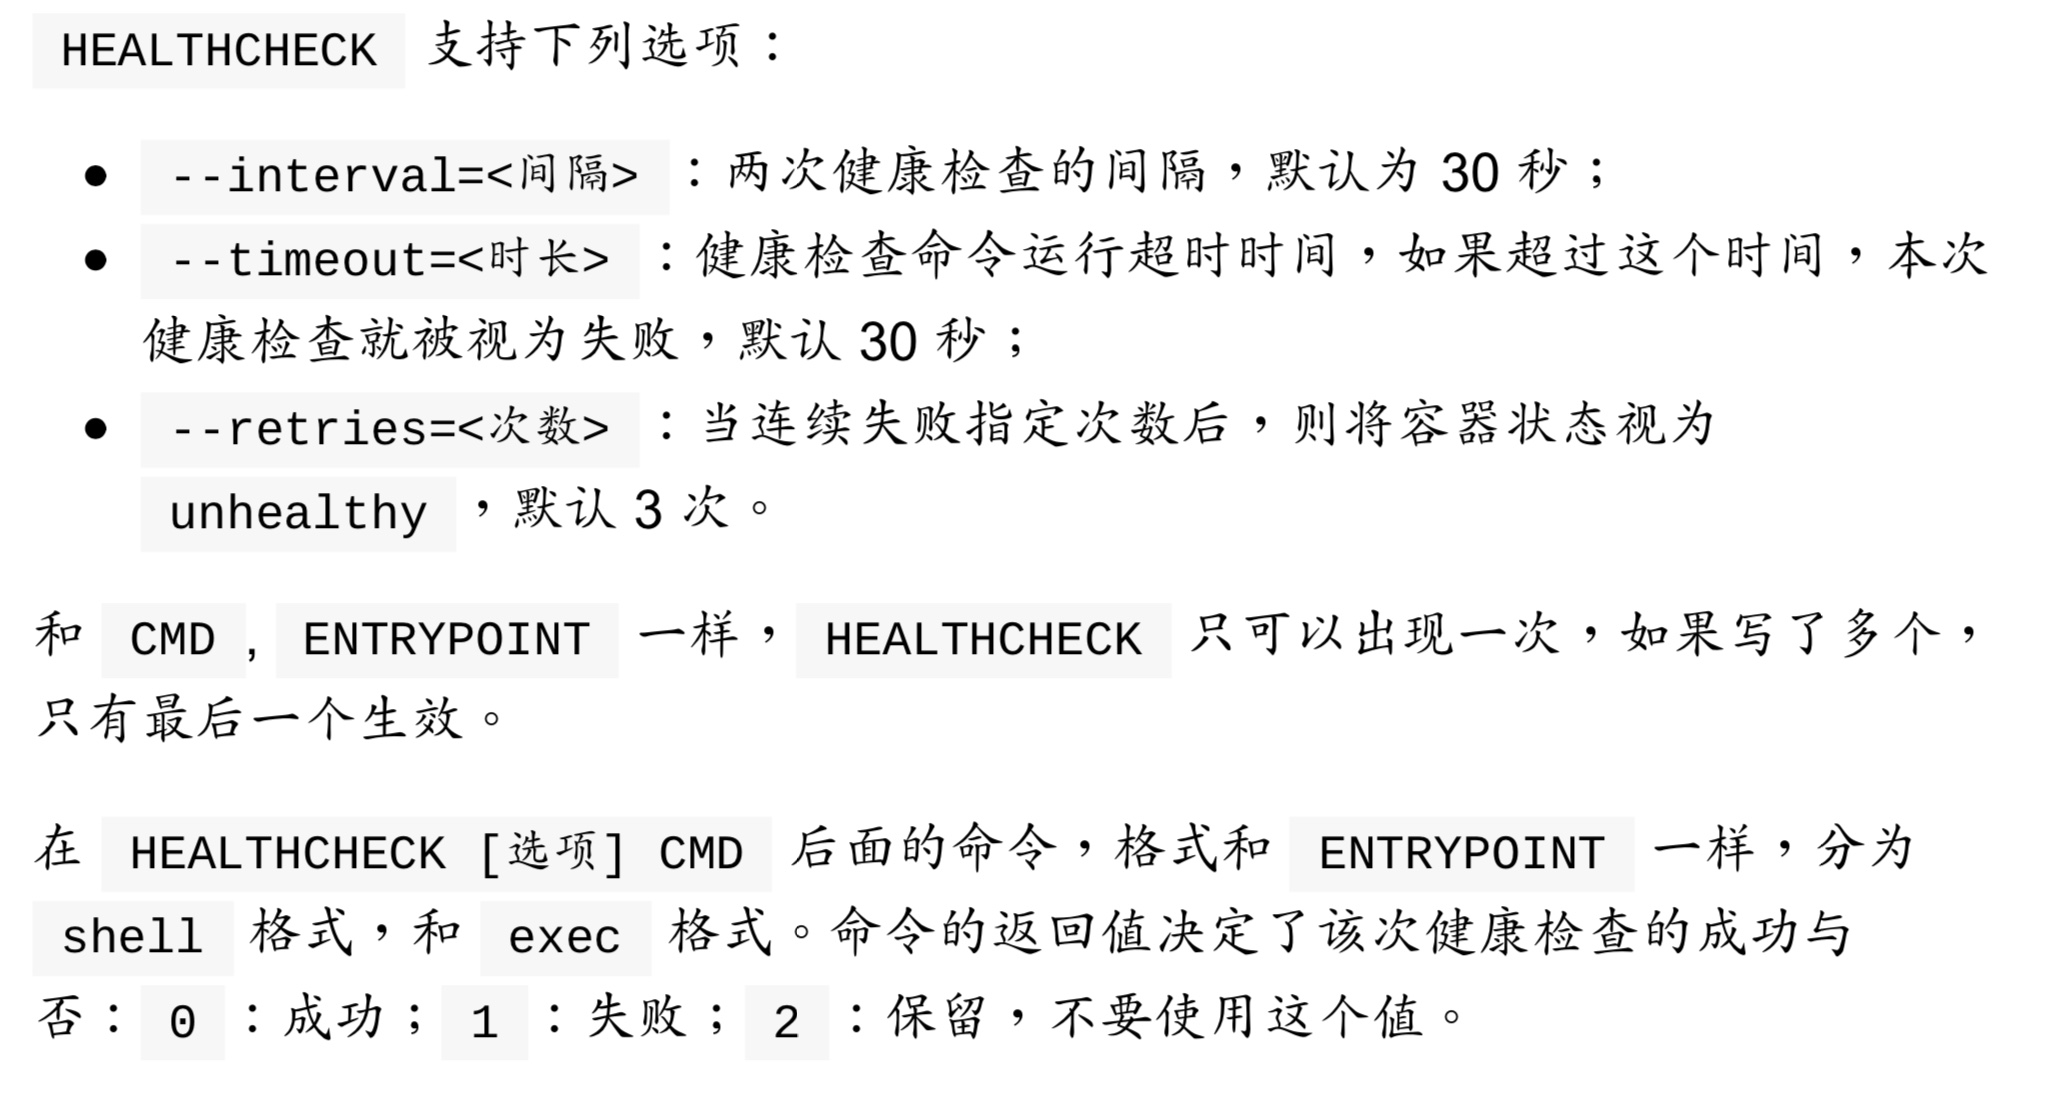 HEALTHCHECK 支持下列选项：
● --interval=<间隔> ：两次健康检查的间隔，默认为 30 秒；
● --timeout=<时长> ：健康检查命令运行超时时间，如果超过这个时间，本次
健康检查就被视为失败，默认 30 秒；
● --retries=<次数> ：当连续失败指定次数后，则将容器状态视为
unhealthy ，默认 3 次。
和 CMD , ENTRYPOINT 一样， HEALTHCHECK 只可以出现一次，如果写了多个，
只有最后一个生效。
在 HEALTHCHECK [选项] CMD 后面的命令，格式和 ENTRYPOINT 一样，分为
shell 格式，和 exec 格式。命令的返回值决定了该次健康检查的成功与
否： 0 ：成功； 1 ：失败； 2 ：保留，不要使用这个值。